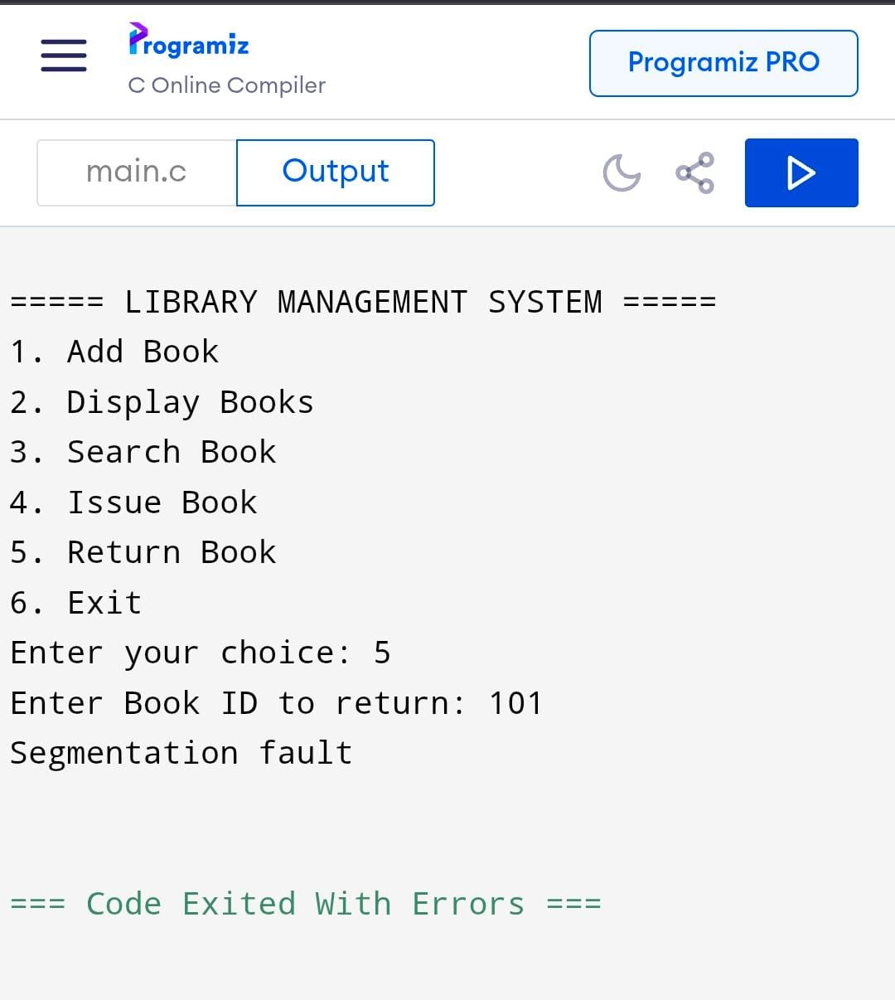 Programiz
C Online Compiler
Programiz PRO
main.c
Output
===== LIBRARY MANAGEMENT SYSTEM =====
1. Add Book
2. Display Books
3. Search Book
4. Issue Book
5. Return Book
6. Exit
Enter your choice: 5
Enter Book ID to return: 101
Segmentation fault
=== Code Exited With Errors ===